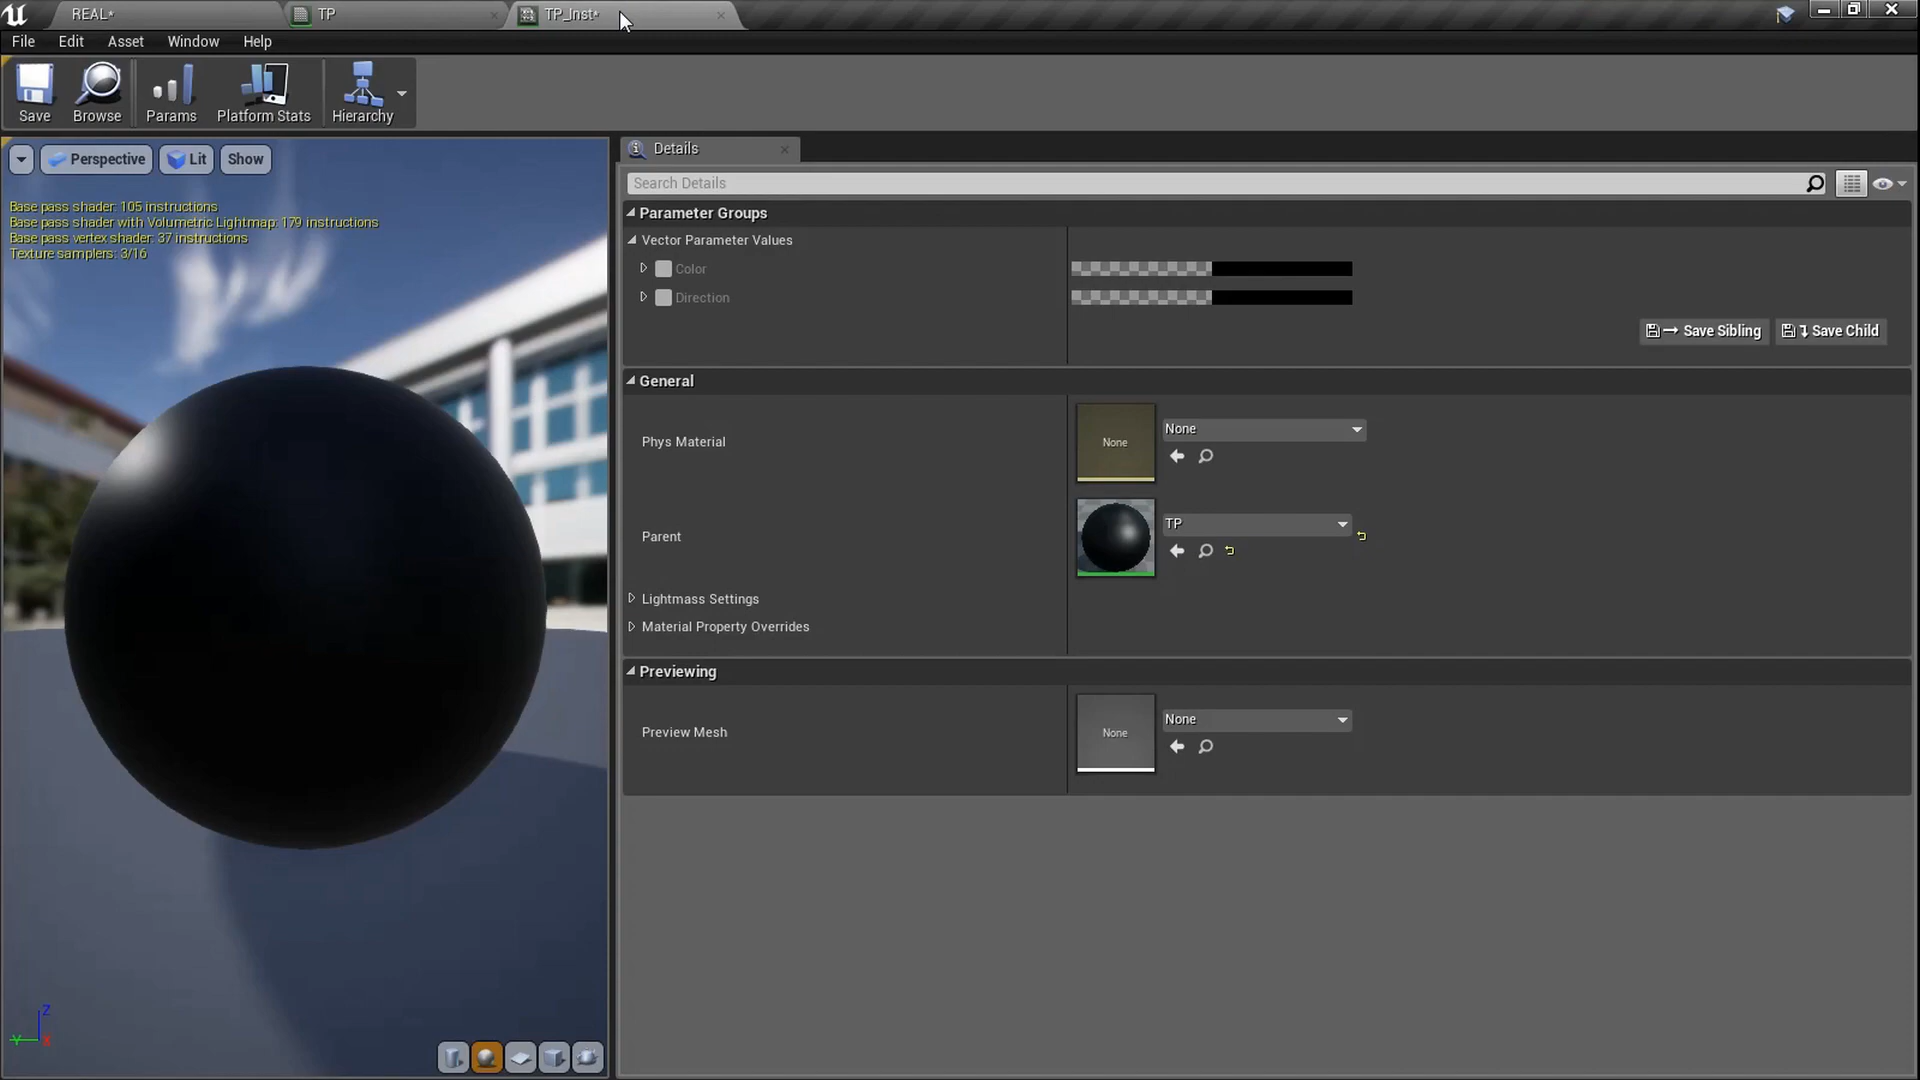 REAL*
TP
TP_Inst*
File
Edit
Asset
Window
Help
Save
Browse
Params
Platform Stats
Hierarchy
Perspective
Lit
Show
Base pass shader: 105 instructions
Base pass shader with Volumetric Lightmap: 179 instructions
Base pass vertex shader: 37 instructions
Texture samplers: 3/16
Z
Y
X
Details
Search Details
Parameter Groups
Vector Parameter Values
Color
Direction
Save Sibling
Save Child
General
Phys Material
None
None
Parent
TP
Lightmass Settings
Material Property Overrides
Previewing
Preview Mesh
None
None